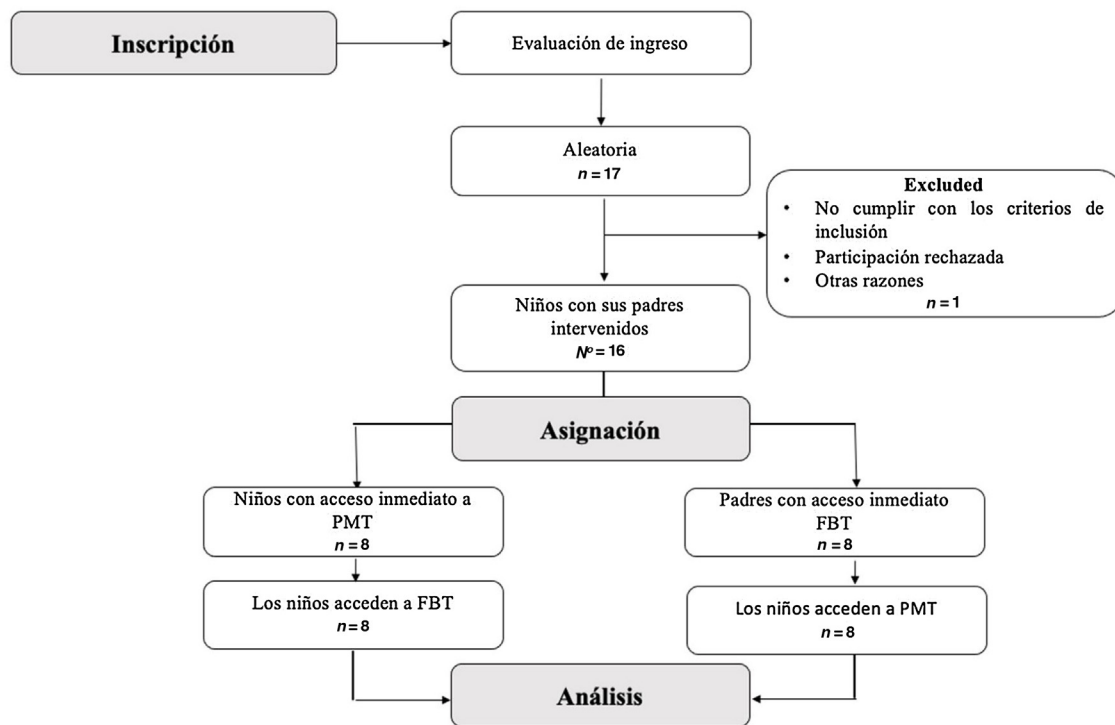 Inscripción
Evaluación de ingreso
Aleatoria
n = 17
Excluded
• No cumplir con los criterios de
inclusión
• Participación rechazada
• Otras razones
n = 1
Niños con sus padres
intervenidos
Nº = 16
Asignación
Niños con acceso inmediato a
PMT
n = 8
Padres con acceso inmediato
FBT
n = 8
Los niños acceden a FBT
n = 8
Los niños acceden a PMT
n = 8
Análisis